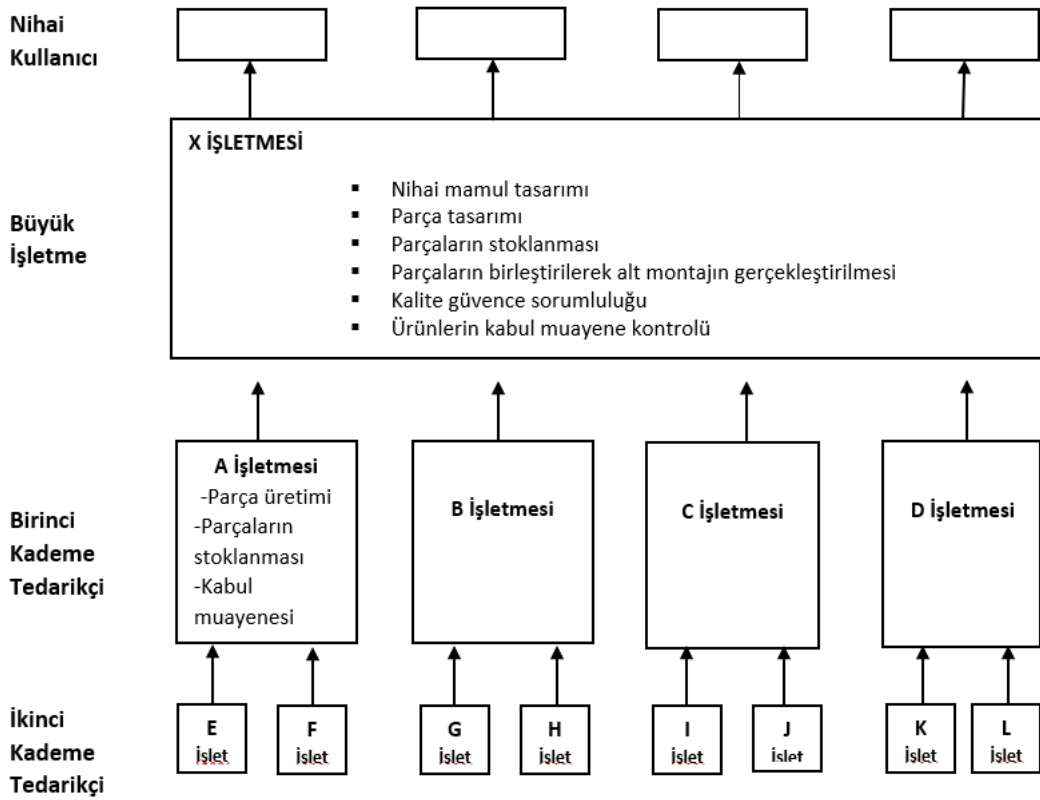 Nihai
Kullanıcı
X İŞLETMESİ
▪ Nihai mamul tasarımı
▪ Parça tasarımı
▪ Parçaların stoklanması
▪ Parçaların birleştirilerek alt montajın gerçekleştirilmesi
▪ Kalite güvence sorumluluğu
▪ Ürünlerin kabul muayene kontrolü
Büyük
İşletme
A İşletmesi
-Parça üretimi
-Parçaların
stoklanması
-Kabul
muayenesi
B İşletmesi
C İşletmesi
D İşletmesi
Birinci
Kademe
Tedarikçi
E
İşlet
F
İşlet
G
İşlet
H
İşlet
I
İşlet
J
İşlet
K
İşlet
L
İşlet
İkinci
Kademe
Tedarikçi